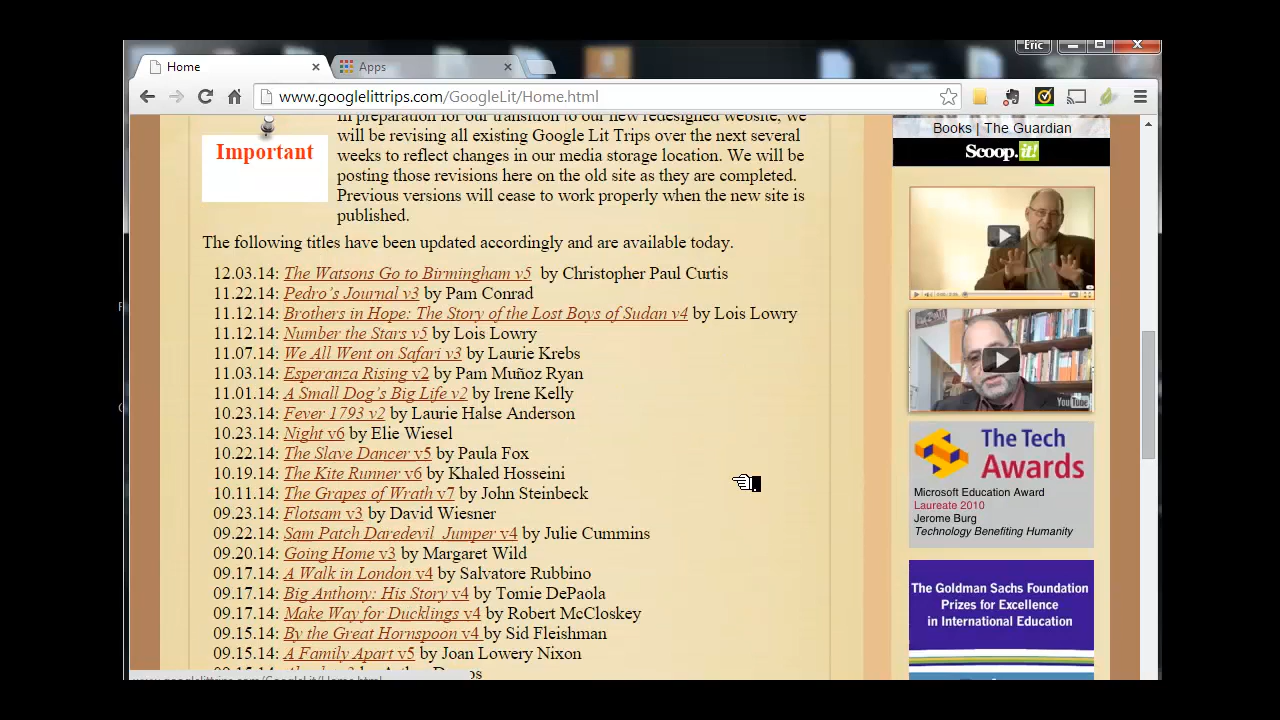 Eric
Home
Apps
www.googlelittrips.com/GoogleLit/Home.html
In preparation for our transition to our new redesigned website, we
will be revising all existing Google Lit Trips over the next several
weeks to reflect changes in our media storage location. We will be
posting those revisions here on the old site as they are completed.
Previous versions will cease to work properly when the new site is
published.
Important
The following titles have been updated accordingly and are available today.
12.03.14: The Watsons Go to Birmingham v5 by Christopher Paul Curtis
11.22.14: Pedro's Journal v3 by Pam Conrad
11.12.14: Brothers in Hope: The Story of the Lost Boys of Sudan v4 by Lois Lowry
11.12.14: Number the Stars v5 by Lois Lowry
11.07.14: We All Went on Safari v3 by Laurie Krebs
11.03.14: Esperanza Rising v2 by Pam Muñoz Ryan
11.01.14: A Small Dog's Big Life v2 by Irene Kelly
10.23.14: Fever 1793 v2 by Laurie Halse Anderson
10.23.14: Night v6 by Elie Wiesel
10.22.14: The Slave Dancer v5 by Paula Fox
10.19.14: The Kite Runner v6 by Khaled Hosseini
10.11.14: The Grapes of Wrath v7 by John Steinbeck
09.23.14: Flotsam v3 by David Wiesner
09.22.14: Sam Patch Daredevil Jumper v4 by Julie Cummins
09.20.14: Going Home v3 by Margaret Wild
09.17.14: A Walk in London v4 by Salvatore Rubbino
09.17.14: Big Anthony: His Story v4 by Tomie DePaola
09.17.14: Make Way for Ducklings v4 by Robert McCloskey
09.15.14: By the Great Hornspoon v4 by Sid Fleishman
09.15.14: A Family Apart v5 by Joan Lowery Nixon
www.googlelittrips.com/GoogleLit/Home.html
Books | The Guardian
Scoop.it!
YouTube
The Tech
Awards
Microsoft Education Award
Laureate 2010
Jerome Burg
Technology Benefiting Humanity
The Goldman Sachs Foundation
Prizes for Excellence
in International Education